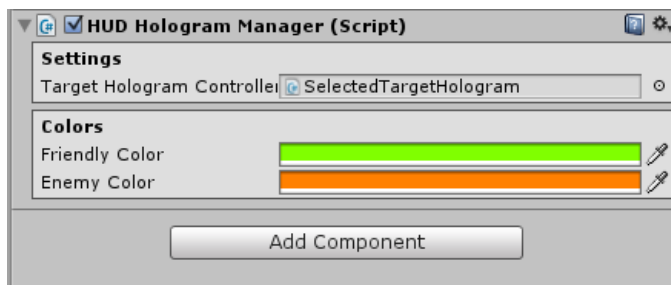 HUD Hologram Manager (Script)
Settings
Target Hologram Controller SelectedTargetHologram
Colors
Friendly Color
Enemy Color
Add Component